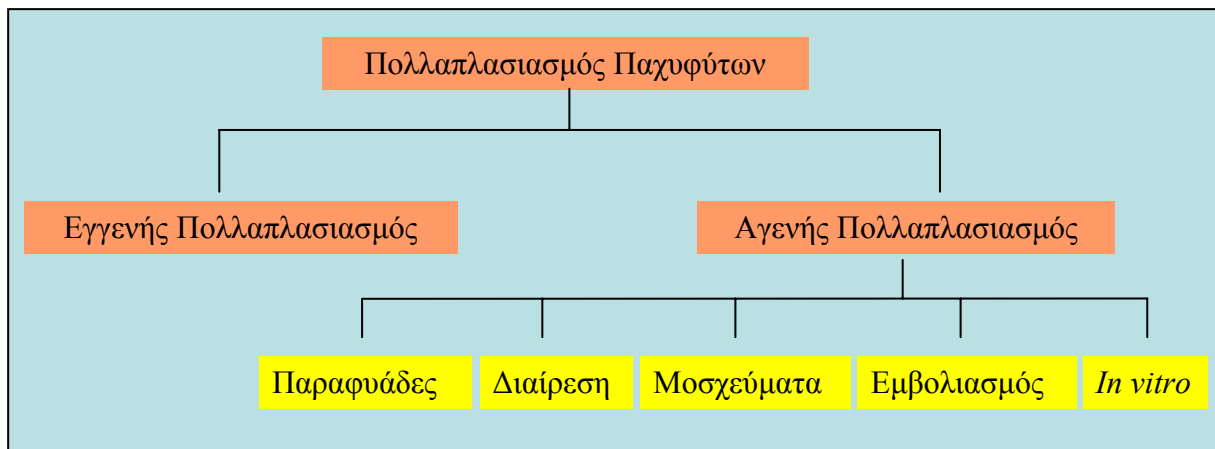 Πολλαπλασιασμός Παχυφύτων
Εγγενής Πολλαπλασιασμός
Αγενής Πολλαπλασιασμός
Παραφυάδες
Διαίρεση
Μοσχεύματα
Εμβολιασμός
In vitro